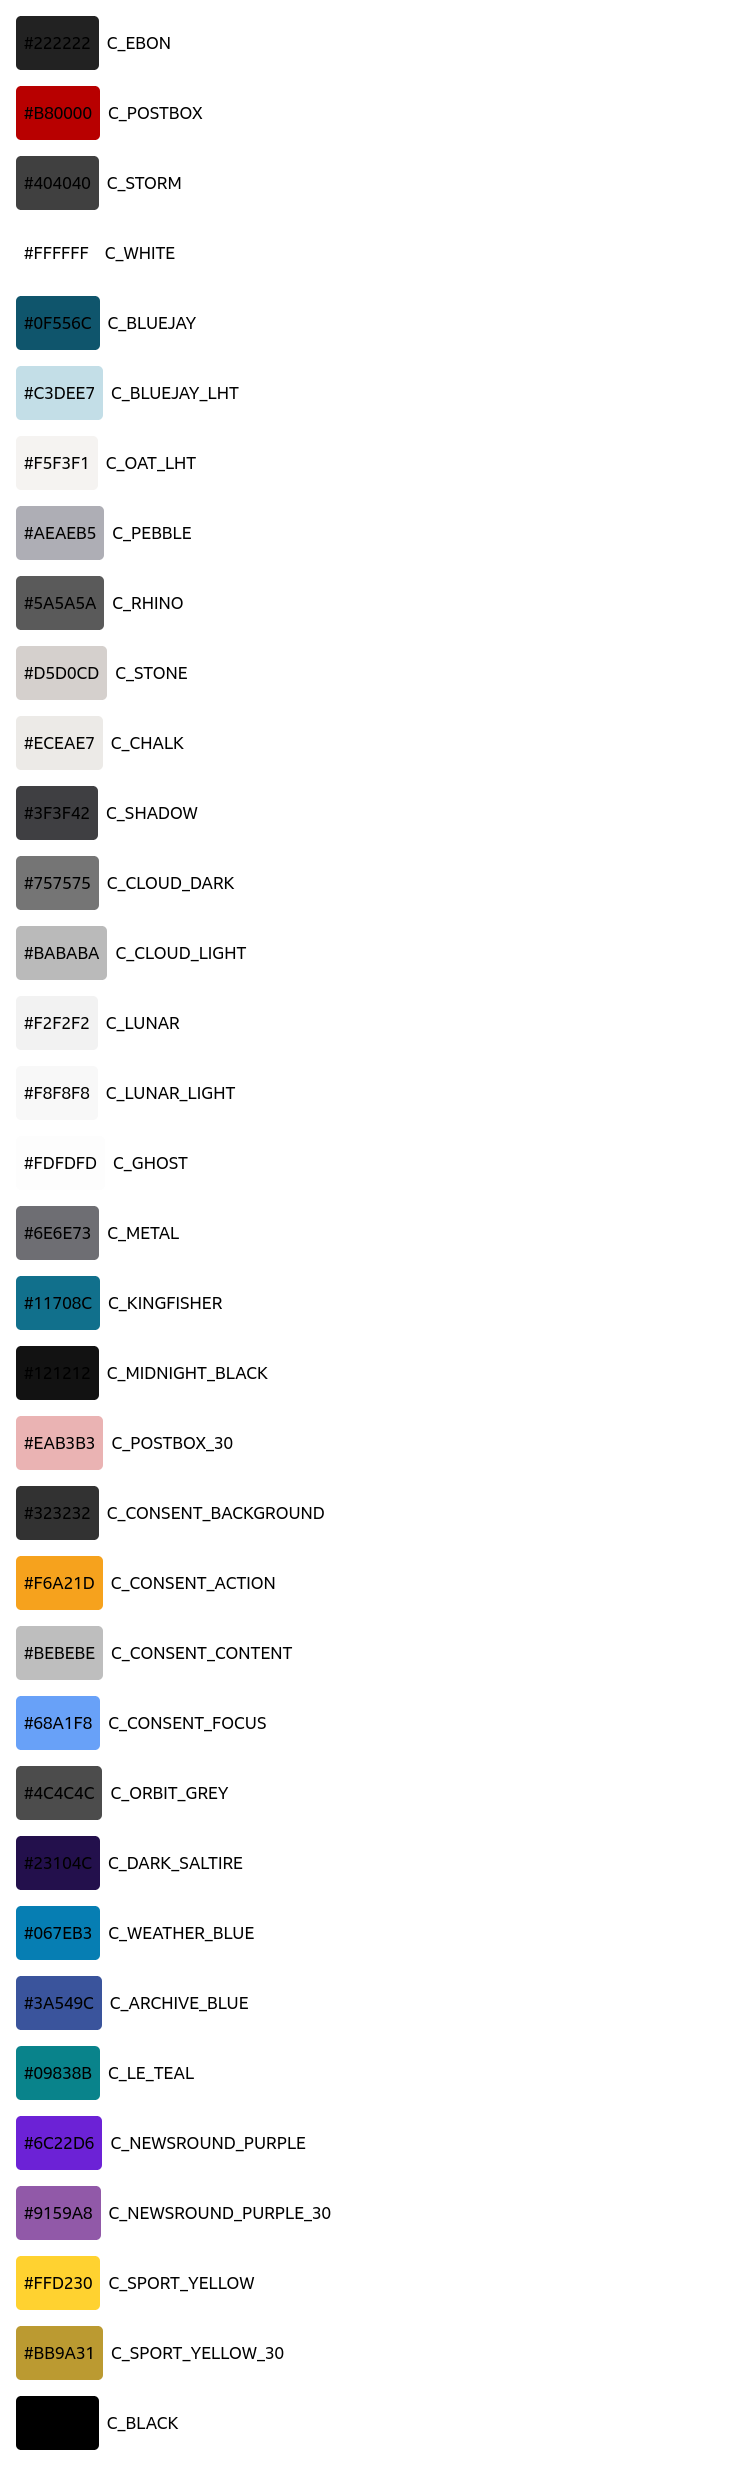 #222222 C_EBON
#B80000 C_POSTBOX
#404040 C_STORM
#FFFFFF C_WHITE
#0F556C C_BLUEJAY
#C3DEE7 C_BLUEJAY_LHT
#F5F3F1 C_OAT_LHT
#AEAEB5 C_PEBBLE
#5A5A5A C_RHINO
#D5D0CD C_STONE
#ECEAE7 C_CHALK
#3F3F42 C_SHADOW
#757575 C_CLOUD_DARK
#BABABA C_CLOUD_LIGHT
#F2F2F2 C_LUNAR
#F8F8F8 C_LUNAR_LIGHT
#FDFDFD C_GHOST
#6E6E73 C_METAL
#11708C C_KINGFISHER
#121212 C_MIDNIGHT_BLACK
#EAB3B3 C_POSTBOX_30
#323232 C_CONSENT_BACKGROUND
#F6A21D C_CONSENT_ACTION
#BEBEBE C_CONSENT_CONTENT
#68A1F8 C_CONSENT_FOCUS
#4C4C4C C_ORBIT_GREY
#23104C C_DARK_SALTIRE
#067EB3 C_WEATHER_BLUE
#3A549C C_ARCHIVE_BLUE
#09838B C_LE_TEAL
#6C22D6 C_NEWSROUND_PURPLE
#9159A8 C_NEWSROUND_PURPLE_30
#FFD230 C_SPORT_YELLOW
#BB9A31 C_SPORT_YELLOW_30
C_BLACK